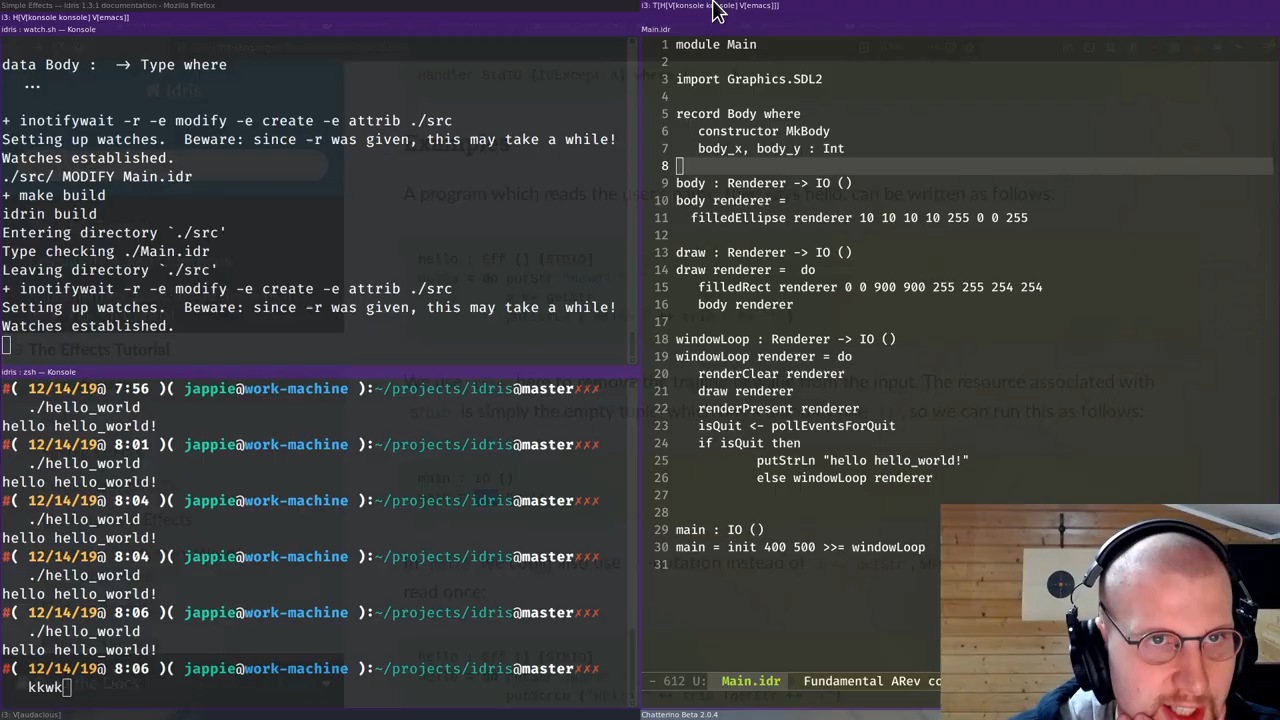 Simple Effects — Idris 1.3.1 documentation - Mozilla Firefox
i3: H[V[konsole konsole] V[emacs]]
idris : watch.sh — Konsole
data Body :  -> Type where
...
+ inotifywait -r -e modify -e create -e attrib ./src
Setting up watches.  Beware: since -r was given, this may take a while!
Watches established.
./src/ MODIFY Main.idr
+ make build
idrin build
Entering directory `./src'
Type checking ./Main.idr
Leaving directory `./src'
+ inotifywait -r -e modify -e create -e attrib ./src
Setting up watches.  Beware: since -r was given, this may take a while!
Watches established.
The Effects Tutorial
idris : zsh — Konsole
#( 12/14/19@ 7:56 )( jappie@work-machine ):~/projects/idris@master✗✗✗
./hello_world
hello hello_world!
#( 12/14/19@ 8:01 )( jappie@work-machine ):~/projects/idris@master✗✗✗
./hello_world
hello hello_world!
#( 12/14/19@ 8:04 )( jappie@work-machine ):~/projects/idris@master✗✗✗
./hello_world
hello hello_world!
#( 12/14/19@ 8:04 )( jappie@work-machine ):~/projects/idris@master✗✗✗
./hello_world
hello hello_world!
#( 12/14/19@ 8:06 )( jappie@work-machine ):~/projects/idris@master✗✗✗
./hello_world
hello hello_world!
#( 12/14/19@ 8:06 )( jappie@work-machine ):~/projects/idris@master✗✗✗
kkwk
i3: V[audacious]
i3: T[H[V[konsole konsole] V[emacs]]]
Main.idr
1 module Main
2
3 import Graphics.SDL2
4
5 record Body where
6 constructor MkBody
7 body_x, body_y : Int
8
9 body : Renderer -> IO ()
10 body renderer =
11 filledEllipse renderer 10 10 10 10 255 0 0 255
12
13 draw : Renderer -> IO ()
14 draw renderer =  do
15 filledRect renderer 0 0 900 900 255 255 254 254
16 body renderer
17
18 windowLoop : Renderer -> IO ()
19 windowLoop renderer = do
20 renderClear renderer
21 draw renderer
22 renderPresent renderer
23 isQuit <- pollEventsForQuit
24 if isQuit then
25 putStrLn "hello hello_world!"
26 else windowLoop renderer
27
28
29 main : IO ()
30 main = init 400 500 >>= windowLoop
31
- 612 U: Main.idr Fundamental ARev co
Chatterino Beta 2.0.4